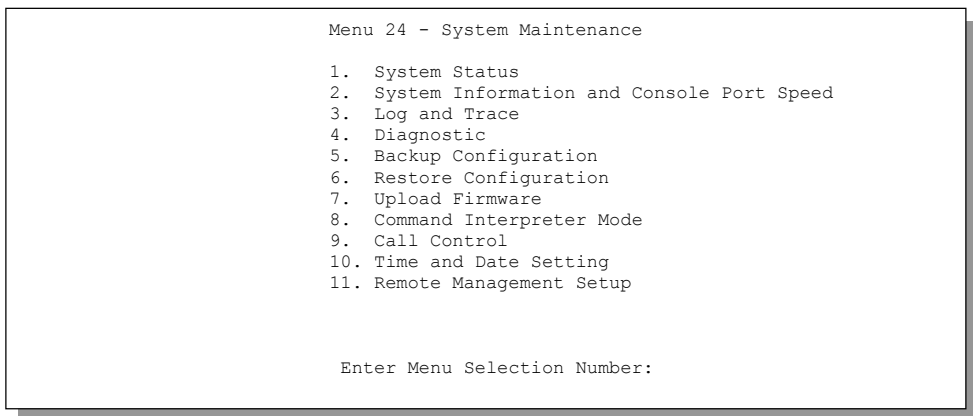 Menu 24 - System Maintenance
1. System Status
2. System Information and Console Port Speed
3. Log and Trace
4. Diagnostic
5. Backup Configuration
6. Restore Configuration
7. Upload Firmware
8. Command Interpreter Mode
9. Call Control
10. Time and Date Setting
11. Remote Management Setup
Enter Menu Selection Number: